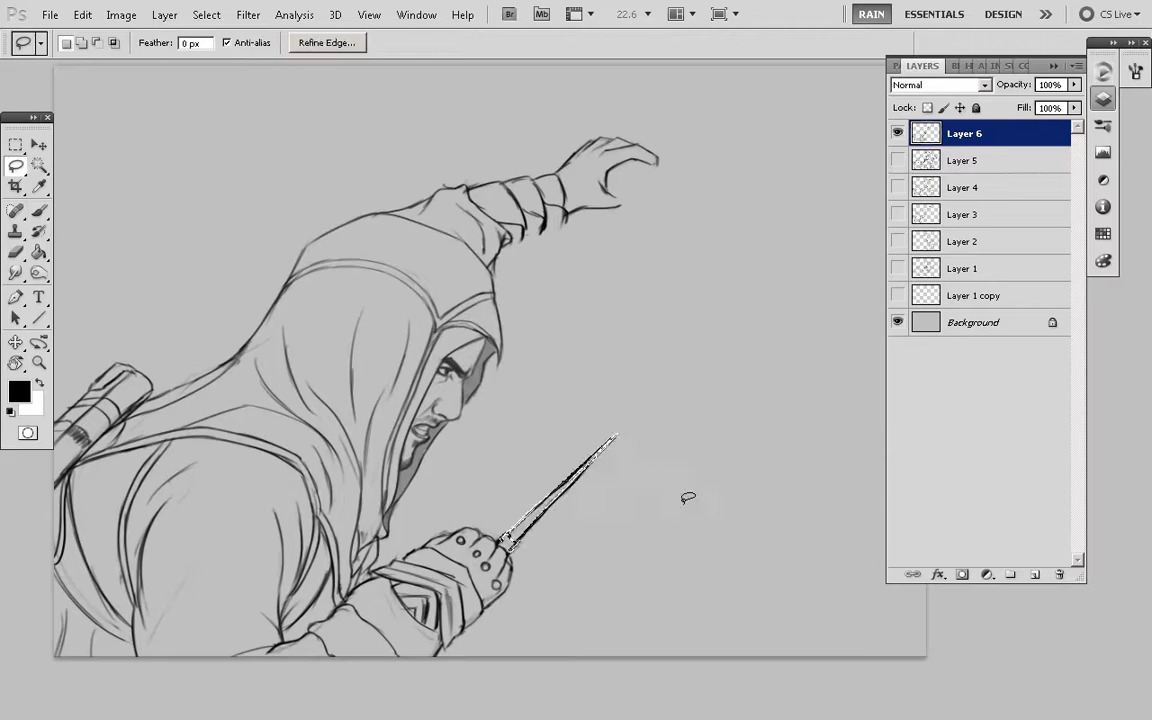 Ps File Edit Image Layer Select Filter Analysis 3D View Window Help Br Mb 22.6 RAIN ESSENTIALS DESIGN CS Live
Feather: 0 px Anti-alias Refine Edge...
LAYERS
Normal Opacity: 100%
Lock: Fill: 100%
Layer 6
Layer 5
Layer 4
Layer 3
Layer 2
Layer 1
Layer 1 copy
Background